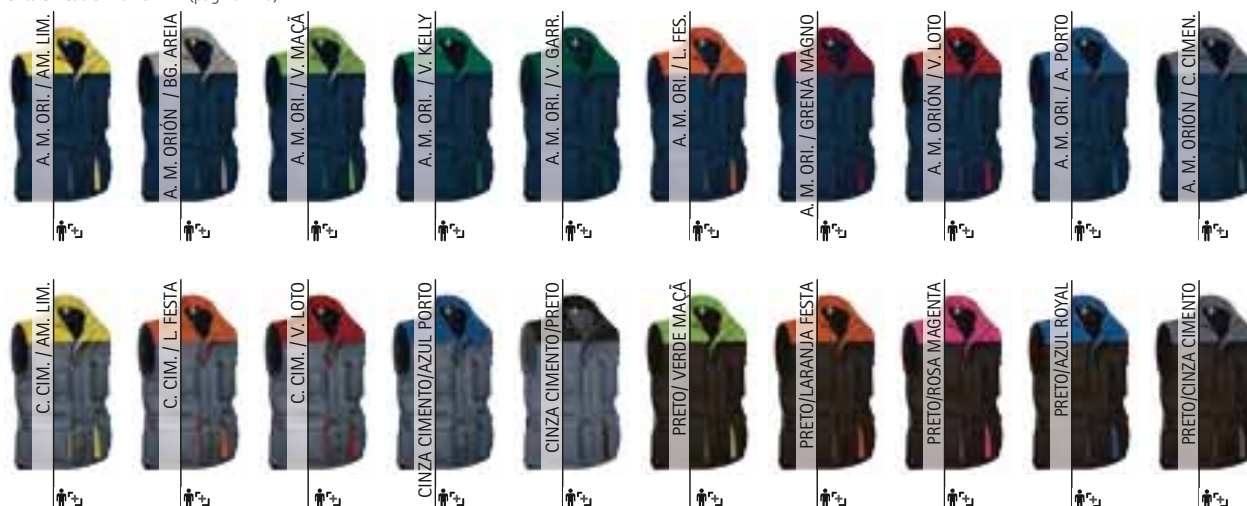 A. M. ORI. / AM. LIM.
A. M. ORIÓN / BG. AREIA
A. M. ORI. / V. MAÇÃ
A. M. ORI. / V. KELLY
A. M. ORI. / V. GARR.
A. M. ORI. / L. FES.
A. M. ORI. / GRENA MAGNO
A. M. ORIÓN / V. LOTO
A. M. ORI. / A. PORTO
A. M. ORIÓN / C. CIMEN.
C. CIM. / AM. LIM.
C. CIM. / L. FESTA
C. CIM. / V. LOTO
CINZA CIMENTO/AZUL PORTO
CINZA CIMENTO/PRETO
PRETO/ VERDE MAÇÃ
PRETO/LARANJA FESTA
PRETO/ROSA MAGENTA
PRETO/AZUL ROYAL
PRETO/CINZA CIMENTO